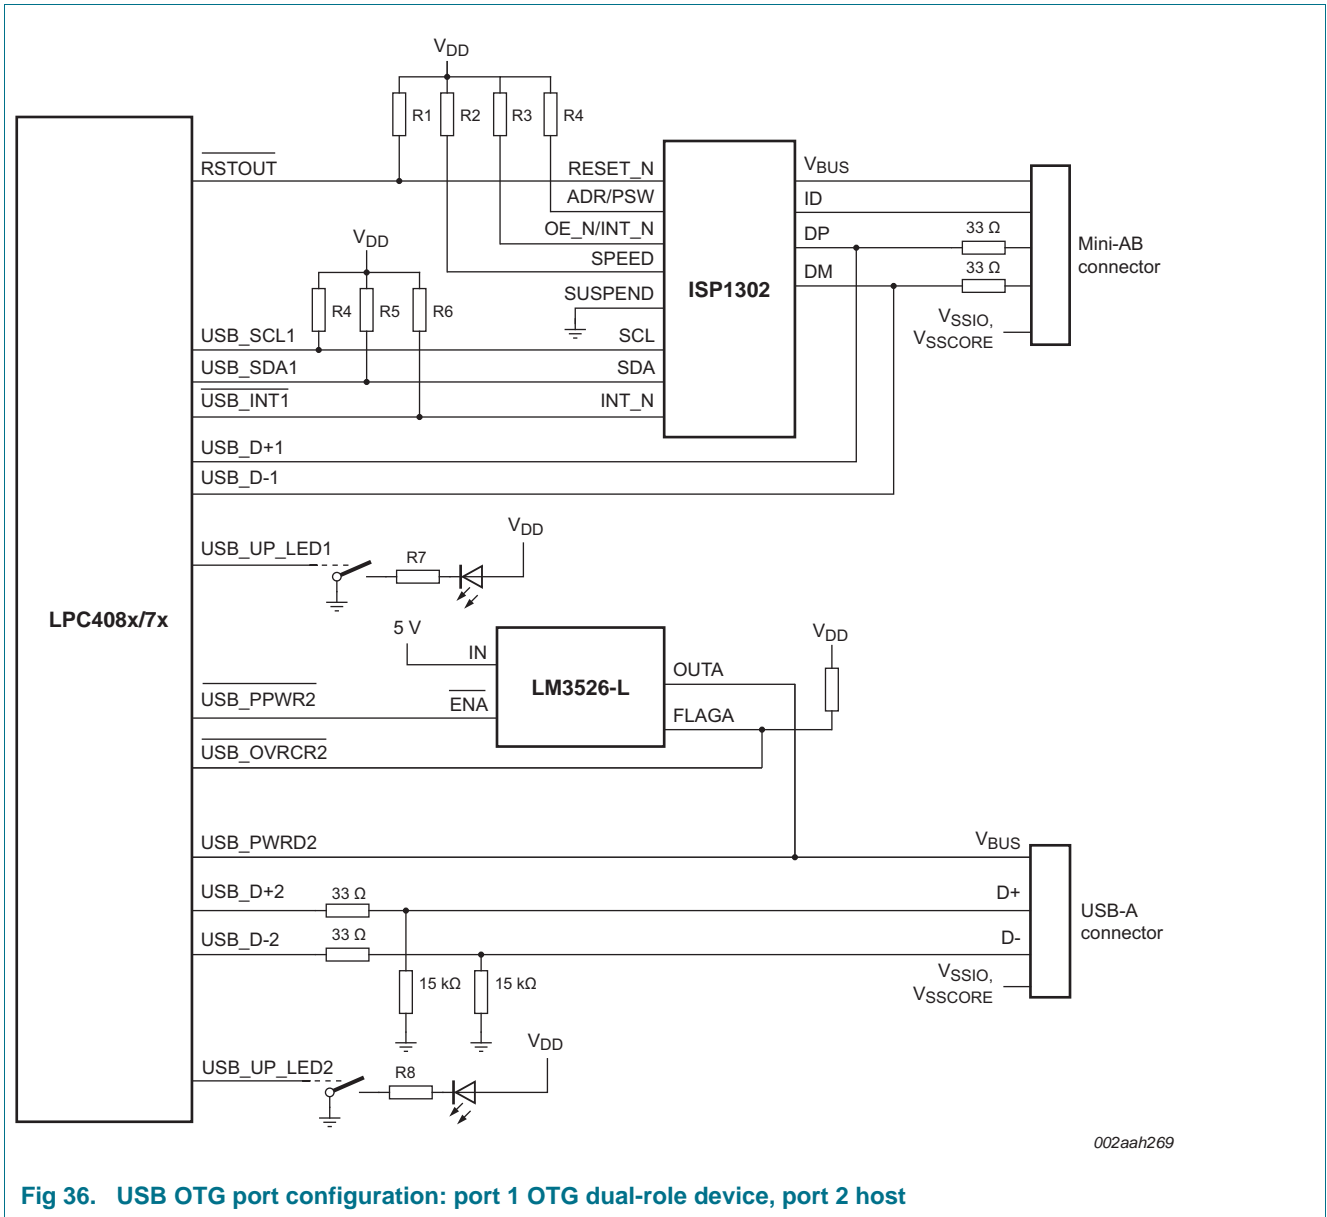 VDD
R1 R2 R3 R4
RSTOUT
RESET_N
ADR/PSW
OE_N/INT_N
SPEED
SUSPEND
SCL
SDA
INT_N
ISP1302
VBUS
ID
DP
DM
33 Ω
33 Ω
VSSIO,
VSSCORE
Mini-AB
connector
VDD
R4 R5 R6
USB_SCL1
USB_SDA1
USB_INT1
USB_D+1
USB_D-1
USB_UP_LED1
R7
VDD
LPC408x/7x
5 V
IN
ENA
LM3526-L
OUTA
FLAGA
VDD
USB_PPWR2
USB_OVRCR2
USB_PWRD2
USB_D+2
33 Ω
USB_D-2
33 Ω
15 kΩ
15 kΩ
VBUS
D+
D-
VSSIO,
VSSCORE
USB-A
connector
USB_UP_LED2
R8
VDD
002aah269
Fig 36. USB OTG port configuration: port 1 OTG dual-role device, port 2 host